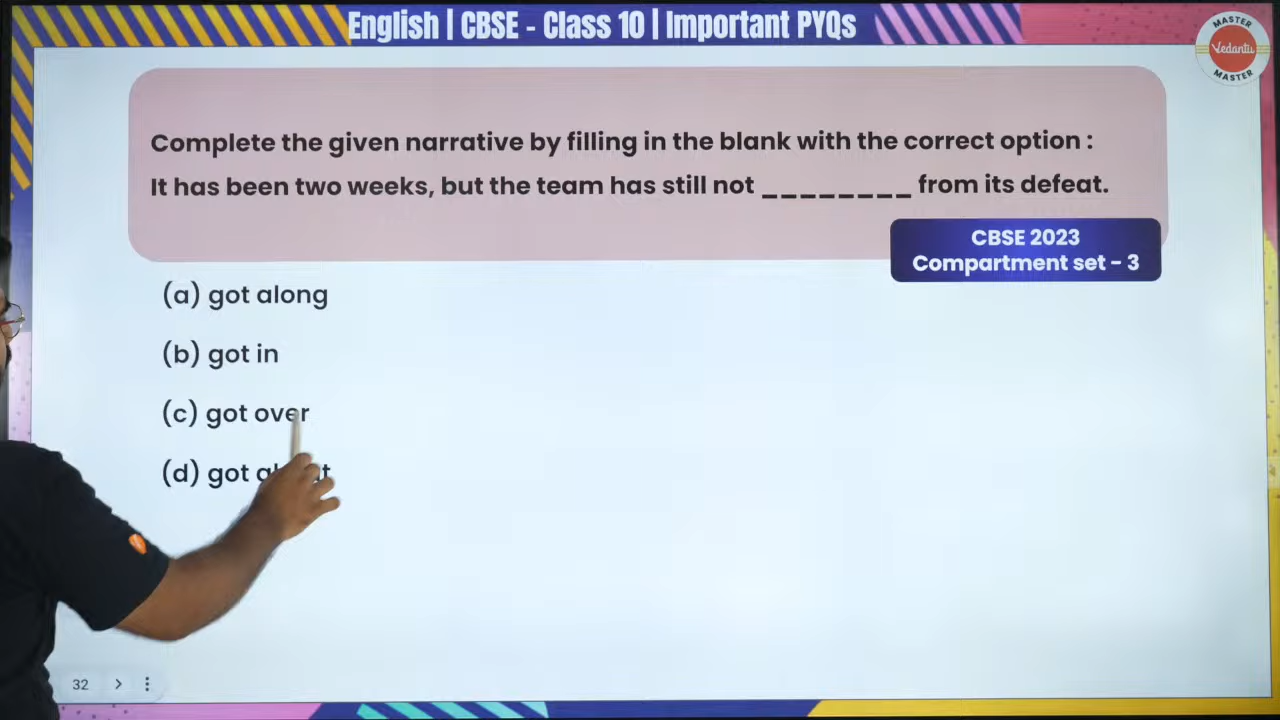 English | CBSE - Class 10 | Important PYQs
MASTER
Vedantu
MASTER
Complete the given narrative by filling in the blank with the correct option :
It has been two weeks, but the team has still not ________ from its defeat.
CBSE 2023
Compartment set - 3
(a) got along
(b) got in
(c) got over
(d) got
32